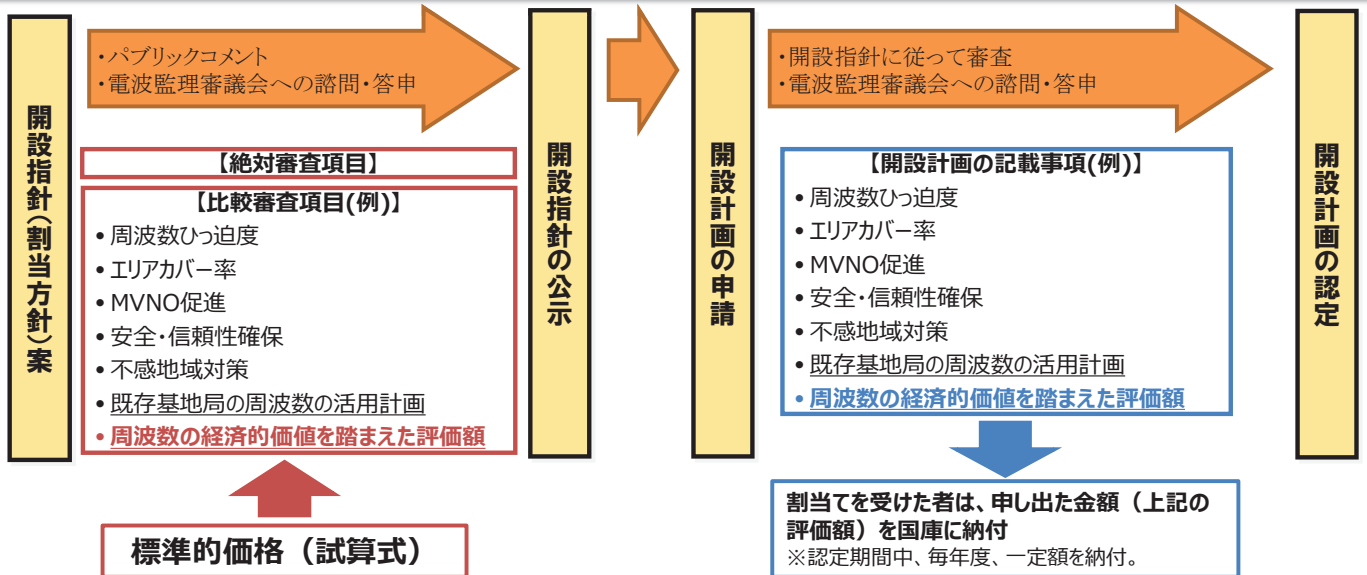 開設指針（割当方針）案
・パブリックコメント
・電波監理審議会への諮問・答申
【絶対審査項目】
【比較審査項目(例)】
• 周波数ひっ迫度
• エリアカバー率
• MVNO促進
• 安全・信頼性確保
• 不感地域対策
• 既存基地局の周波数の活用計画
• 周波数の経済的価値を踏まえた評価額
標準的価格（試算式）
開設指針の公示
開設計画の申請
・開設指針に従って審査
・電波監理審議会への諮問・答申
【開設計画の記載事項(例)】
• 周波数ひっ迫度
• エリアカバー率
• MVNO促進
• 安全・信頼性確保
• 不感地域対策
• 既存基地局の周波数の活用計画
• 周波数の経済的価値を踏まえた評価額
割当てを受けた者は、申し出た金額（上記の
評価額）を国庫に納付
※認定期間中、毎年度、一定額を納付。
開設計画の認定